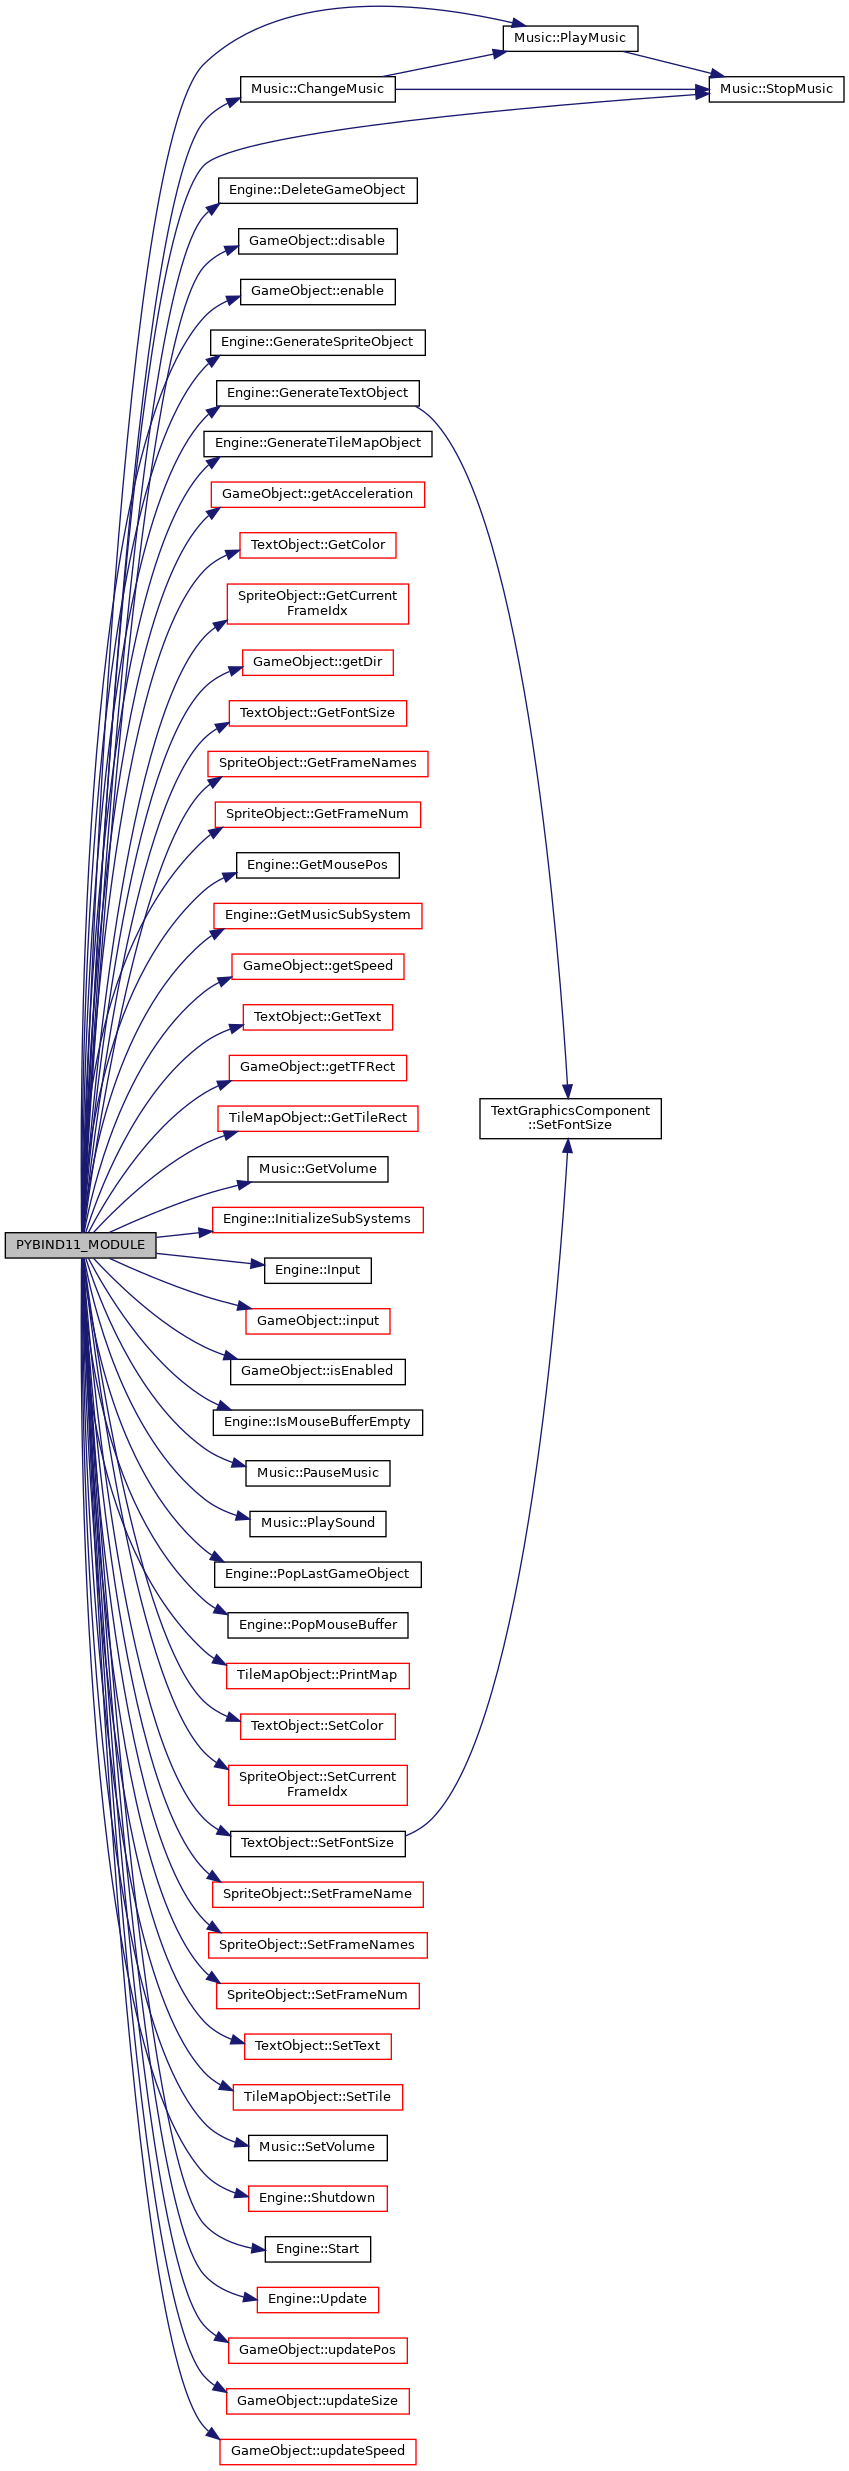 Music::PlayMusic
Music::ChangeMusic
Music::StopMusic
Engine::DeleteGameObject
GameObject::disable
GameObject::enable
Engine::GenerateSpriteObject
Engine::GenerateTextObject
Engine::GenerateTileMapObject
GameObject::getAcceleration
TextObject::GetColor
SpriteObject::GetCurrent
FrameIdx
GameObject::getDir
TextObject::GetFontSize
SpriteObject::GetFrameNames
SpriteObject::GetFrameNum
Engine::GetMousePos
Engine::GetMusicSubSystem
GameObject::getSpeed
TextObject::GetText
GameObject::getTFRect
TextGraphicsComponent
::SetFontSize
TileMapObject::GetTileRect
Music::GetVolume
Engine::InitializeSubSystems
PYBIND11_MODULE
Engine::Input
GameObject::input
GameObject::isEnabled
Engine::IsMouseBufferEmpty
Music::PauseMusic
Music::PlaySound
Engine::PopLastGameObject
Engine::PopMouseBuffer
TileMapObject::PrintMap
TextObject::SetColor
SpriteObject::SetCurrent
FrameIdx
TextObject::SetFontSize
SpriteObject::SetFrameName
SpriteObject::SetFrameNames
SpriteObject::SetFrameNum
TextObject::SetText
TileMapObject::SetTile
Music::SetVolume
Engine::Shutdown
Engine::Start
Engine::Update
GameObject::updatePos
GameObject::updateSize
GameObject::updateSpeed